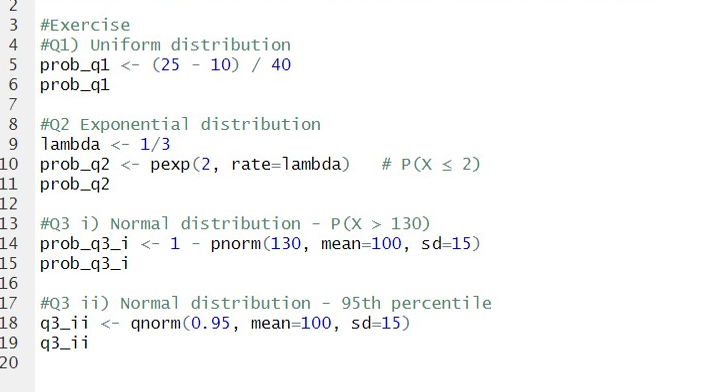 2
3 #Exercise
4 #Q1) Uniform distribution
5 prob_q1 <- (25 - 10) / 40
6 prob_q1
7
8 #Q2 Exponential distribution
9 lambda <- 1/3
10 prob_q2 <- pexp(2, rate=lambda)   # P(X ≤ 2)
11 prob_q2
12
13 #Q3 i) Normal distribution - P(X > 130)
14 prob_q3_i <- 1 - pnorm(130, mean=100, sd=15)
15 prob_q3_i
16
17 #Q3 ii) Normal distribution - 95th percentile
18 q3_ii <- qnorm(0.95, mean=100, sd=15)
19 q3_ii
20